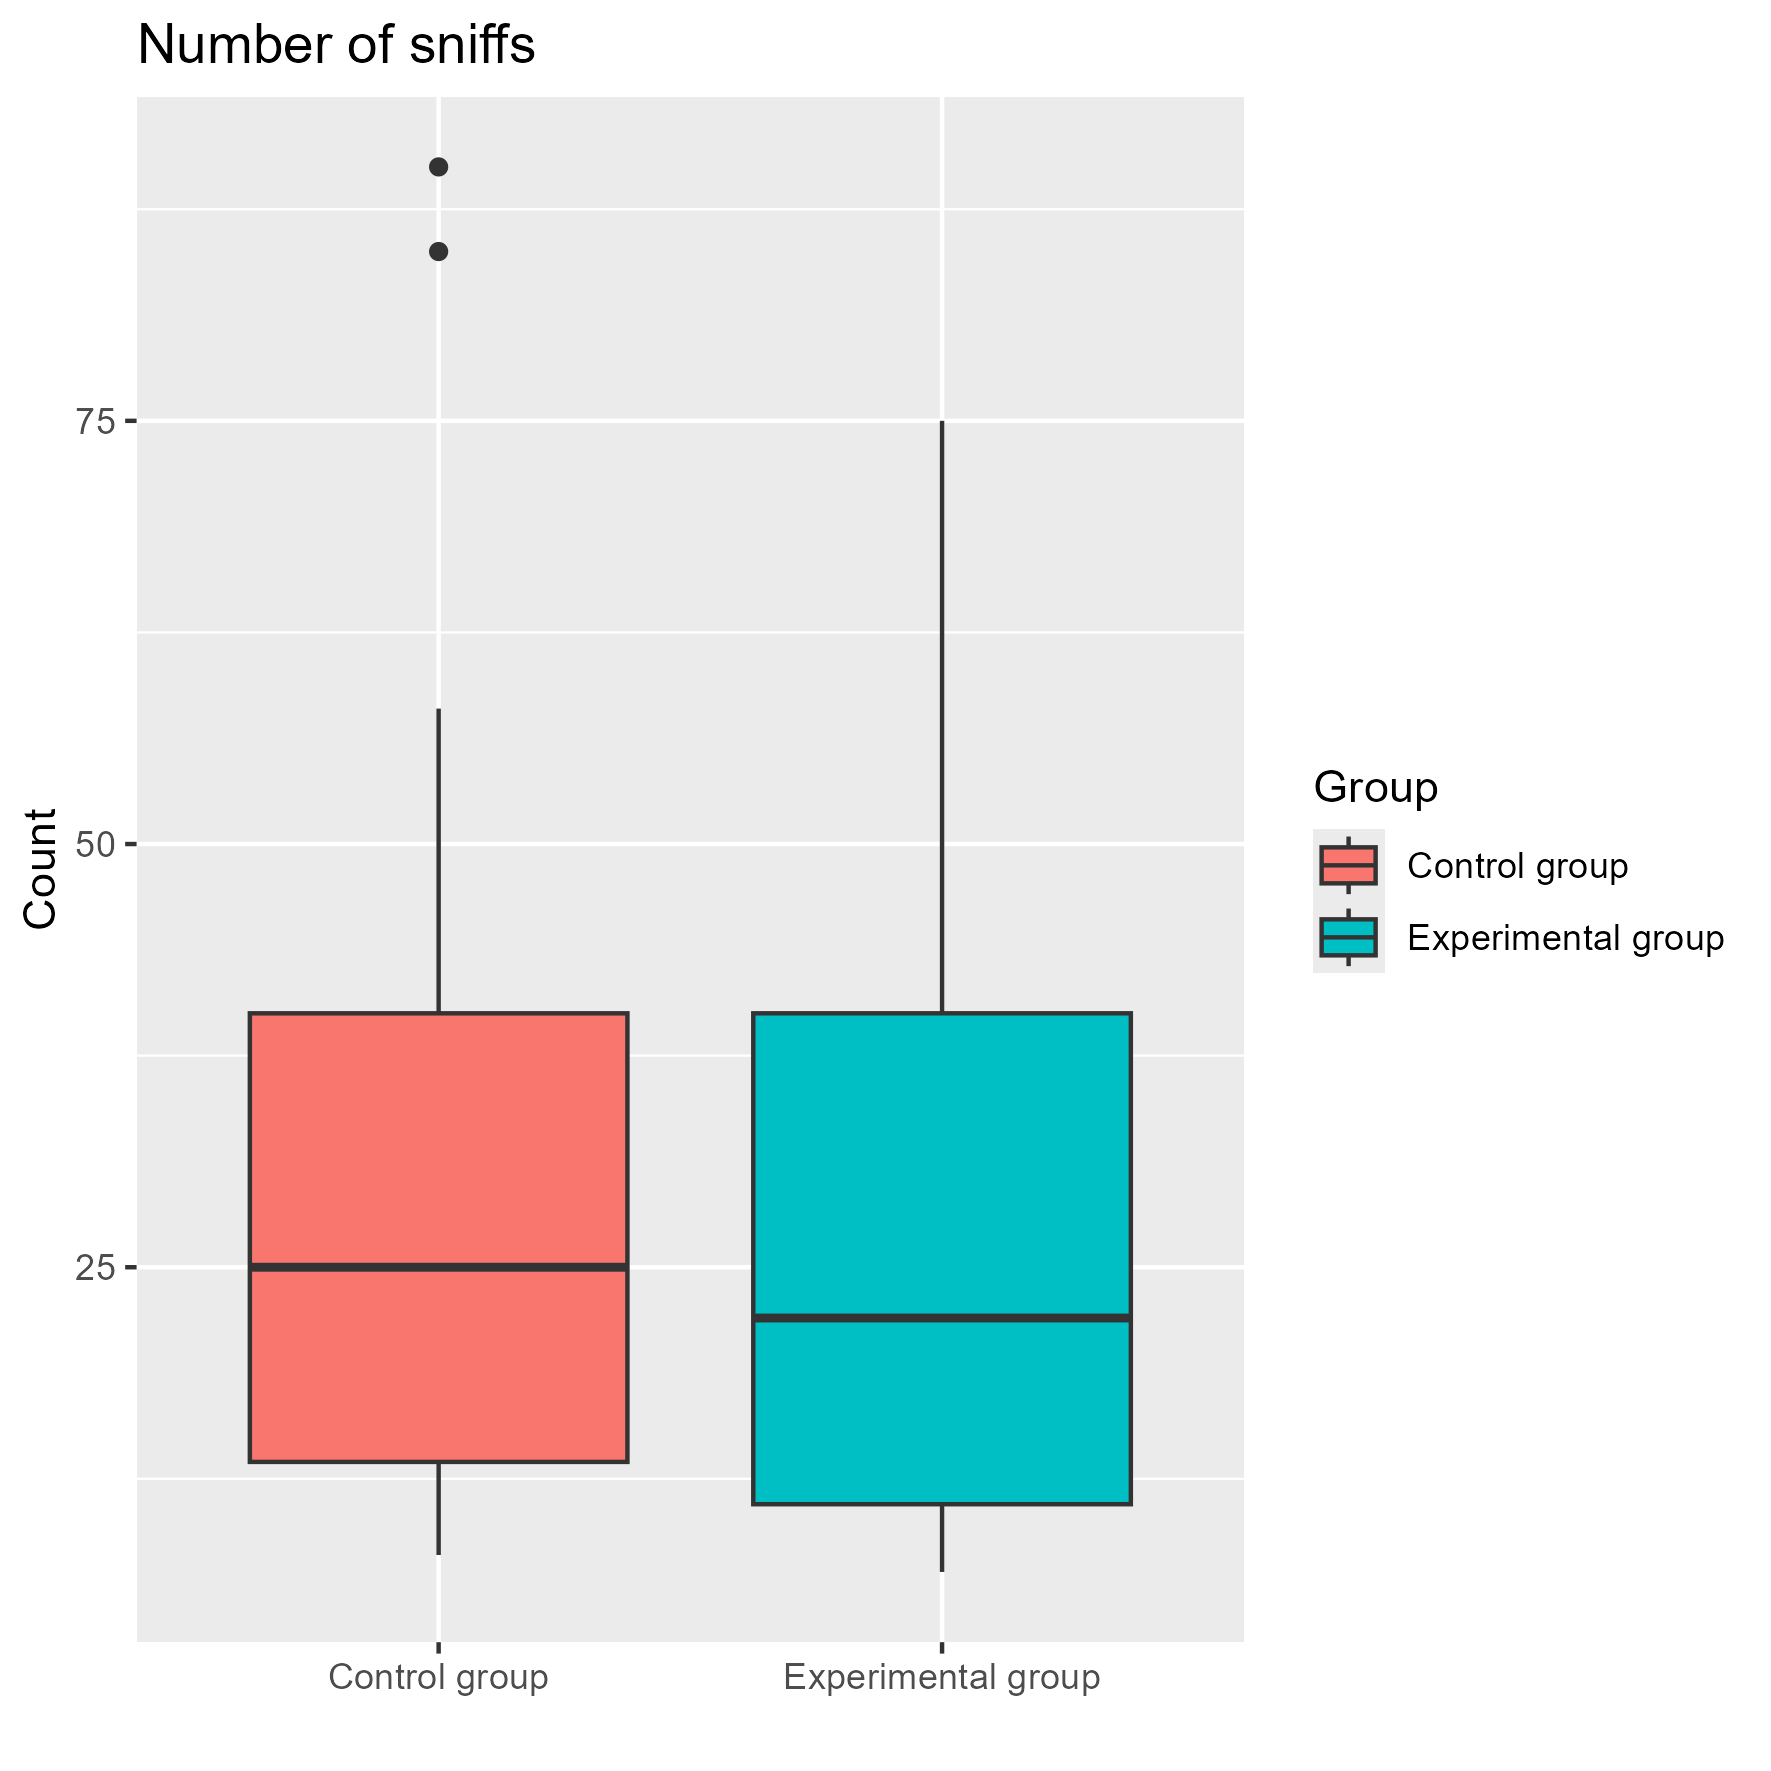 Number of sniffs
75
50
25
Count
Control group
Experimental group
Group
Control group
Experimental group